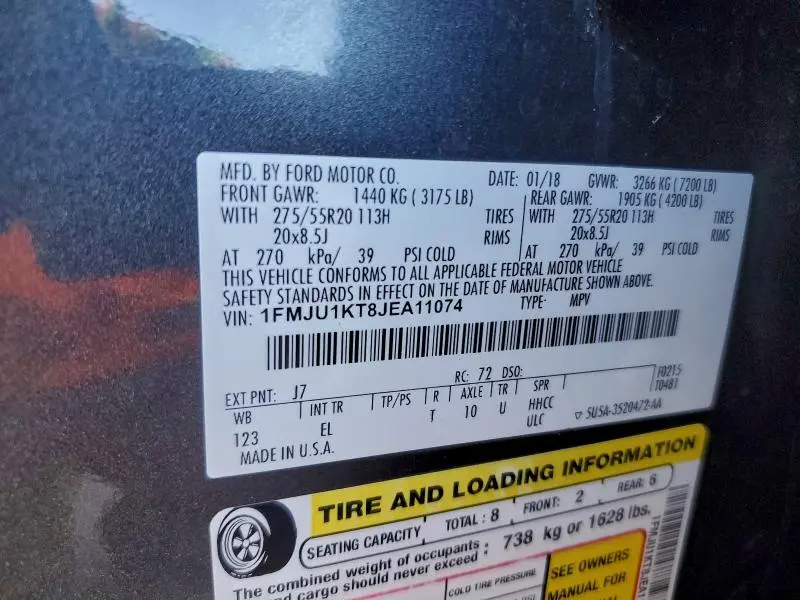 MFD. BY FORD MOTOR CO. DATE: 01/18 GVWR: 3266 KG ( 7200 LB)
FRONT GAWR: 1440 KG ( 3175 LB) REAR GAWR: 1905 KG ( 4200 LB)
WITH 275/55R20 113H TIRES WITH 275/55R20 113H TIRES
20x8.5J RIMS 20x8.5J RIMS
AT 270 kPa/ 39 PSI COLD AT 270 kPa/ 39 PSI COLD
THIS VEHICLE CONFORMS TO ALL APPLICABLE FEDERAL MOTOR VEHICLE
SAFETY STANDARDS IN EFFECT ON THE DATE OF MANUFACTURE SHOWN ABOVE.
VIN: 1FMJU1KT8JEA11074 TYPE: MPV
EXT PNT: J7 RC: 72 DSO: F0215
T0481
WB INT TR TP/PS R AXLE TR SPR
123 EL T 10 U HHCC
ULC 5U5A-3520472-AA
MADE IN U.S.A.
TIRE AND LOADING INFORMATION
SEATING CAPACITY TOTAL : 8 FRONT: 2 REAR: 6
The combined weight of occupants : 738 kg or 1628 lbs.
and cargo should never exceed :
COLD TIRE PRESSURE SEE OWNERS
MANUAL FOR